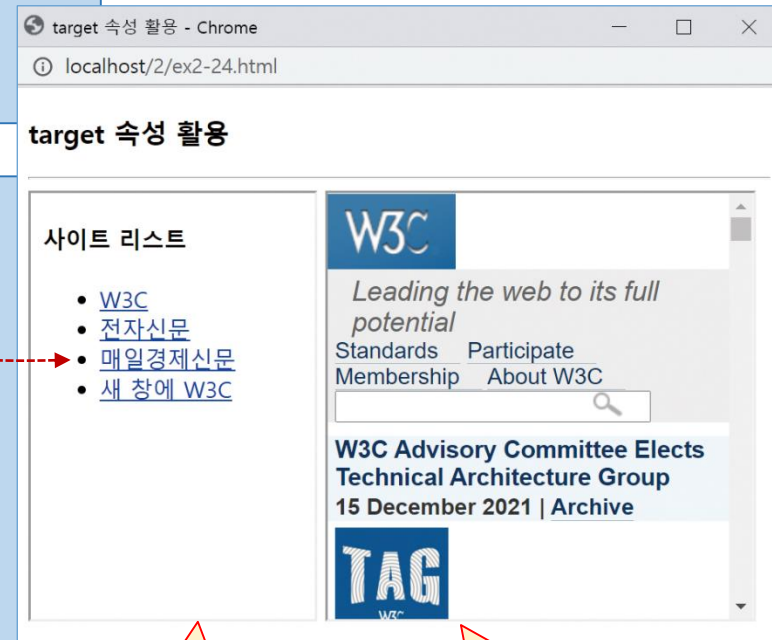 target 속성 활용 - Chrome
localhost/2/ex2-24.html
target 속성 활용
사이트 리스트
W3C
전자신문
매일경제신문
새 창에 W3C
W3C
Leading the web to its full
potential
Standards Participate
Membership About W3C
W3C Advisory Committee Elects
Technical Architecture Group
15 December 2021 | Archive
TAG
W3C